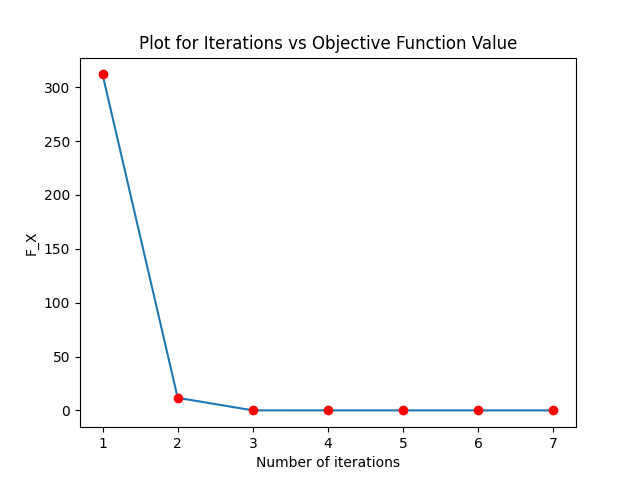 Plot for Iterations vs Objective Function Value
300
250
200
150
100
50
0
F_X
1 2 3 4 5 6 7
Number of iterations